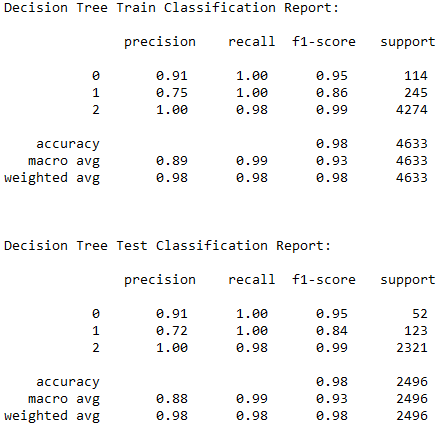 Decision Tree Train Classification Report:
precision recall f1-score support
0 0.91 1.00 0.95 114
1 0.75 1.00 0.86 245
2 1.00 0.98 0.99 4274
accuracy 0.98 4633
macro avg 0.89 0.99 0.93 4633
weighted avg 0.98 0.98 0.98 4633
Decision Tree Test Classification Report:
precision recall f1-score support
0 0.91 1.00 0.95 52
1 0.72 1.00 0.84 123
2 1.00 0.98 0.99 2321
accuracy 0.98 2496
macro avg 0.88 0.99 0.93 2496
weighted avg 0.98 0.98 0.98 2496